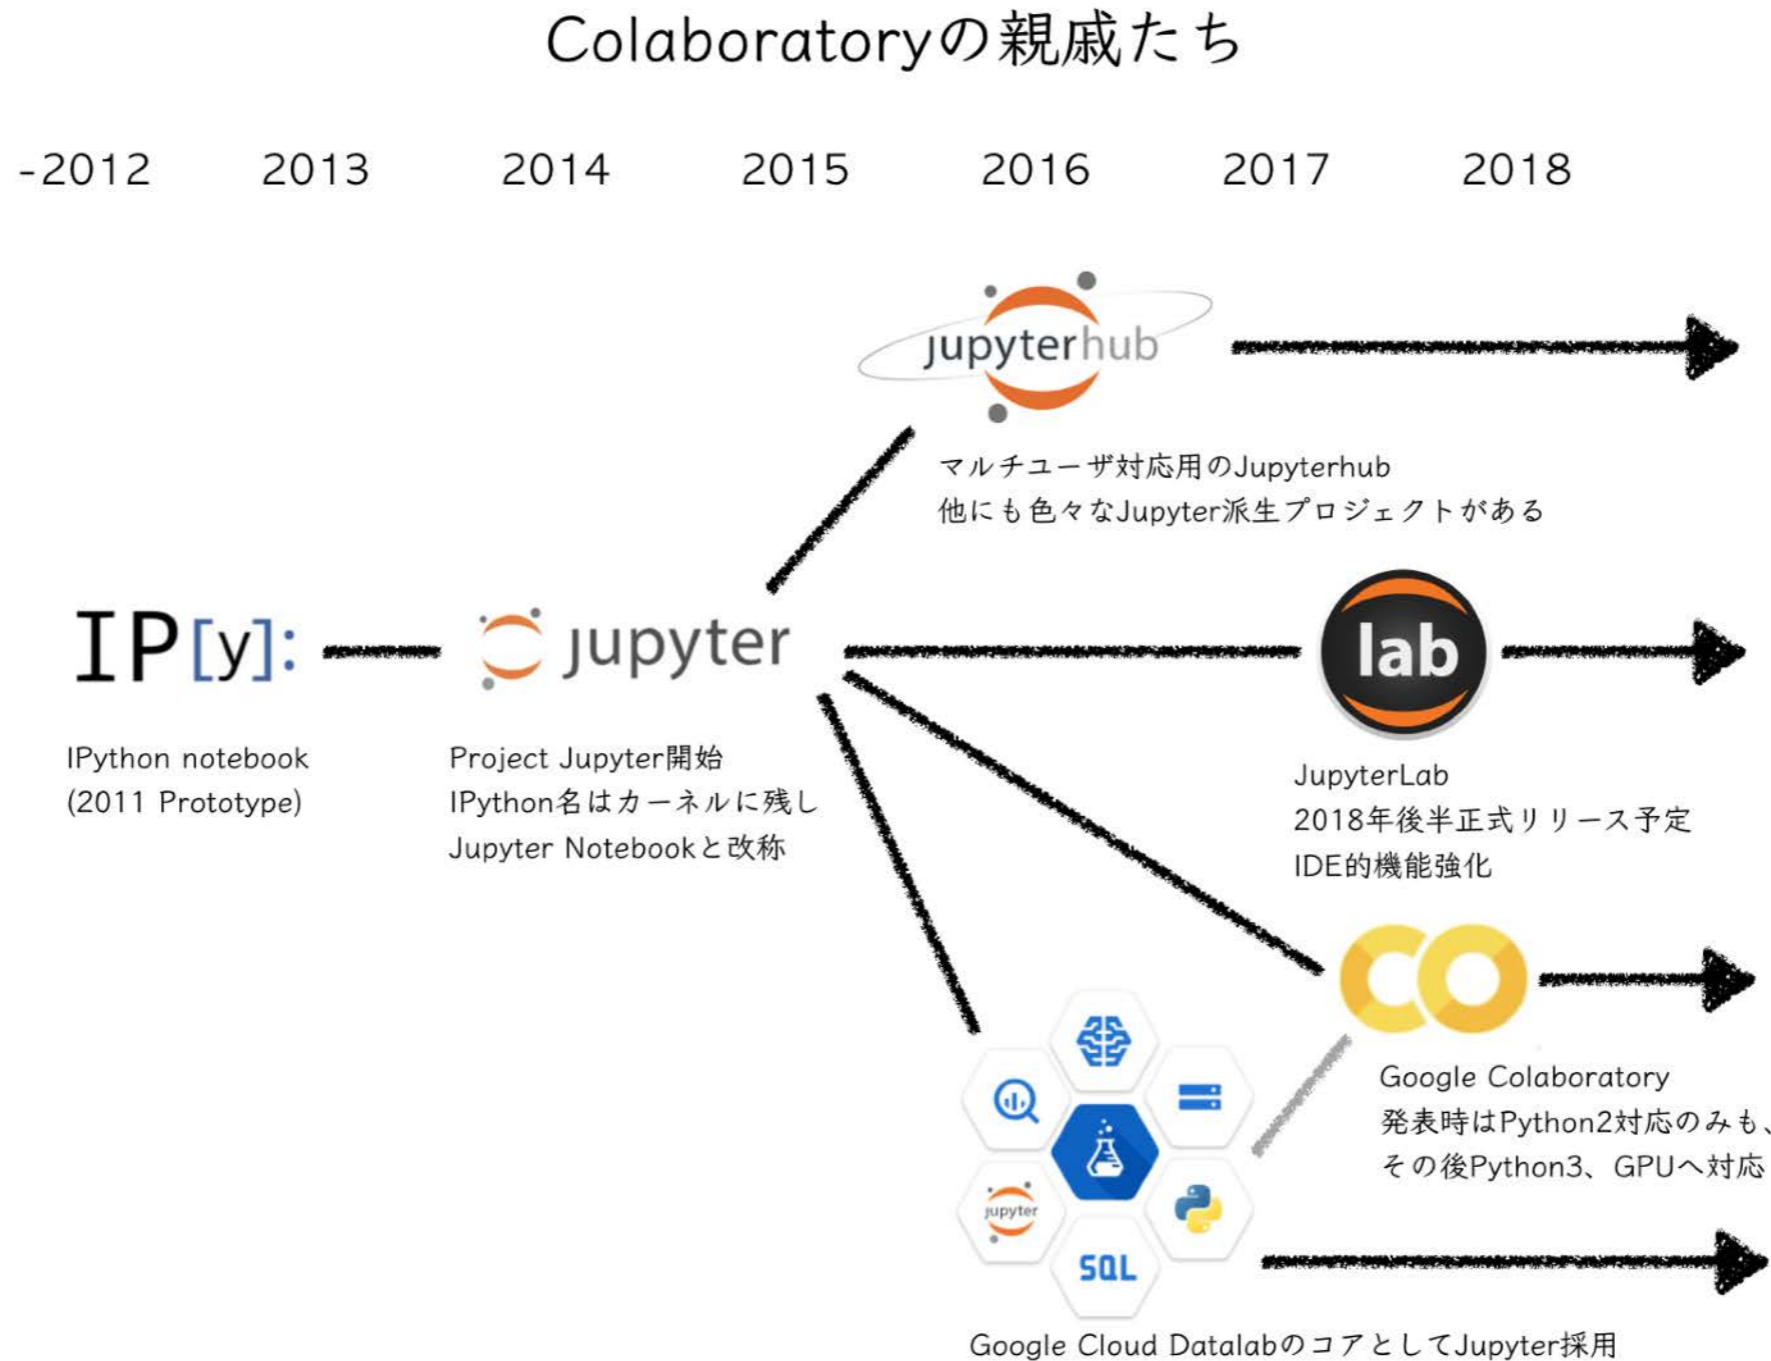 Colaboratoryの親戚たち
-2012 2013 2014 2015 2016 2017 2018
jupyterhub
マルチユーザ対応用のJupyterhub
他にも色々なJupyter派生プロジェクトがある
IP[y]:
jupyter
lab
IPython notebook
(2011 Prototype)
Project Jupyter開始
IPython名はカーネルに残し
Jupyter Notebookと改称
JupyterLab
2018年後半正式リリース予定
IDE的機能強化
CO
Google Colaboratory
発表時はPython2対応のみも、
その後Python3、GPUへ対応
jupyter
SQL
Google Cloud DatalabのコアとしてJupyter採用